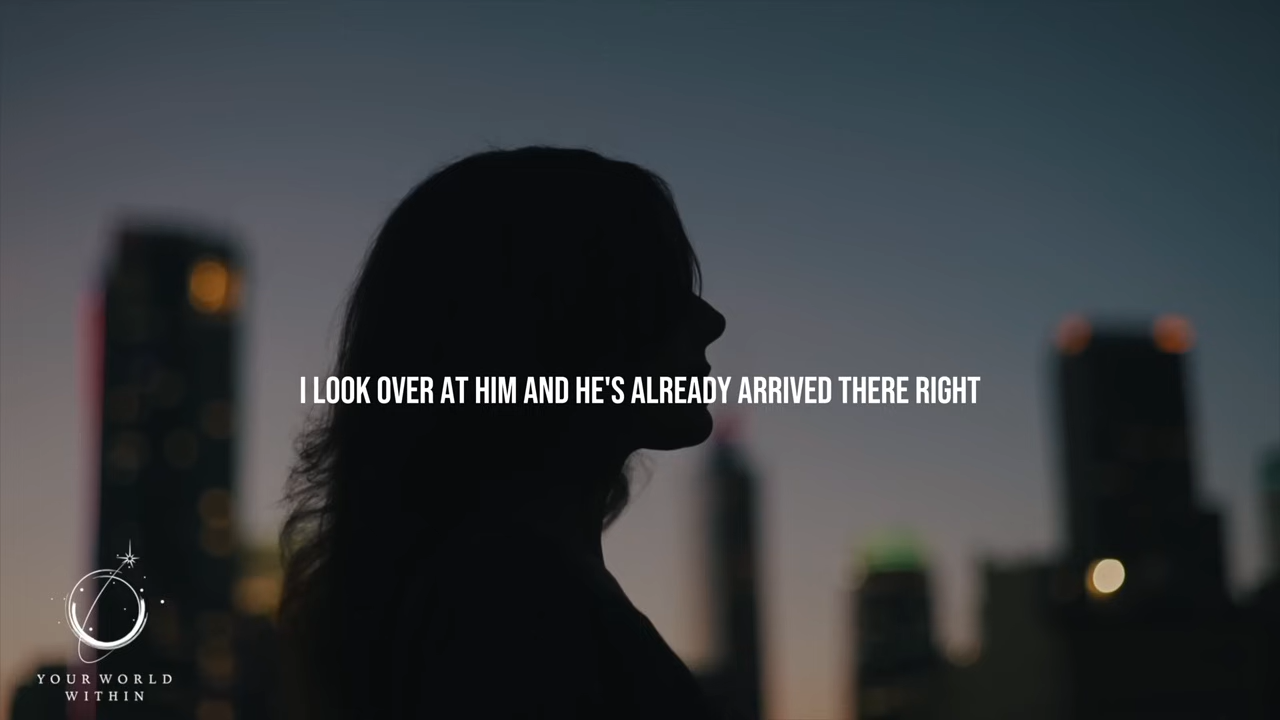 I LOOK OVER AT HIM AND HE'S ALREADY ARRIVED THERE RIGHT
YOUR WORLD
WITHIN